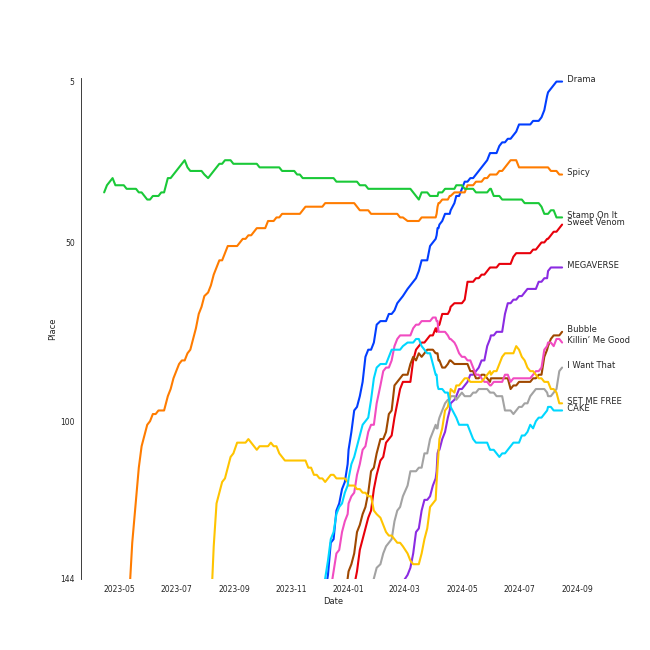 5
50
100
144
Place
Drama
Spicy
Stamp On It
Sweet Venom
MEGAVERSE
Bubble
Killin' Me Good
I Want That
SET ME FREE
CAKE
2023-05 2023-07 2023-09 2023-11 2024-01 2024-03 2024-05 2024-07 2024-09
Date